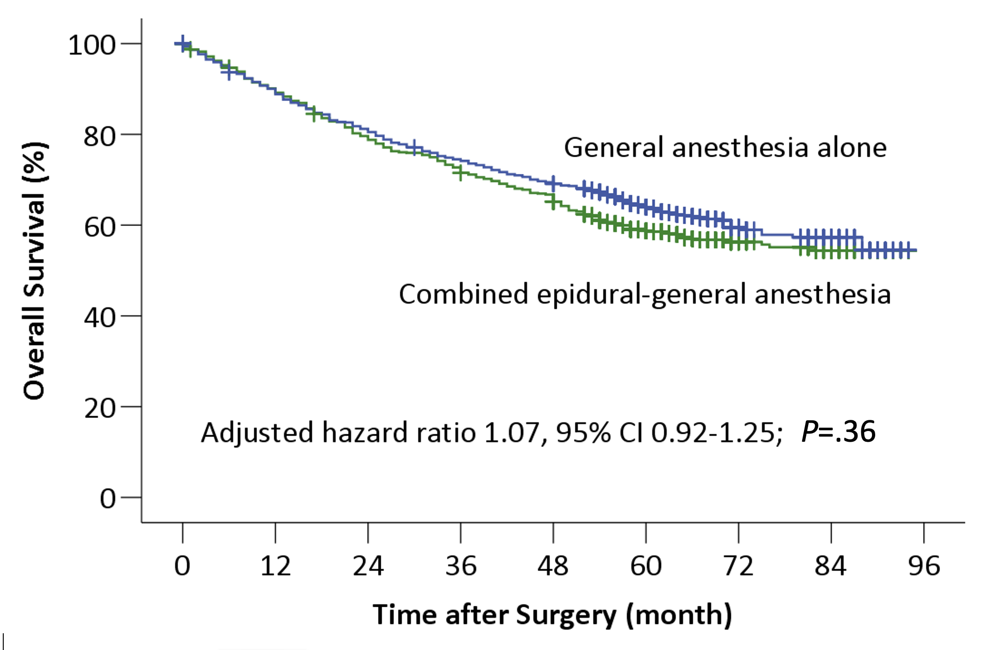 Overall Survival (%)
100
80
60
40
20
0
General anesthesia alone
Combined epidural-general anesthesia
Adjusted hazard ratio 1.07, 95% CI 0.92-1.25; P=.36
0 12 24 36 48 60 72 84 96
Time after Surgery (month)